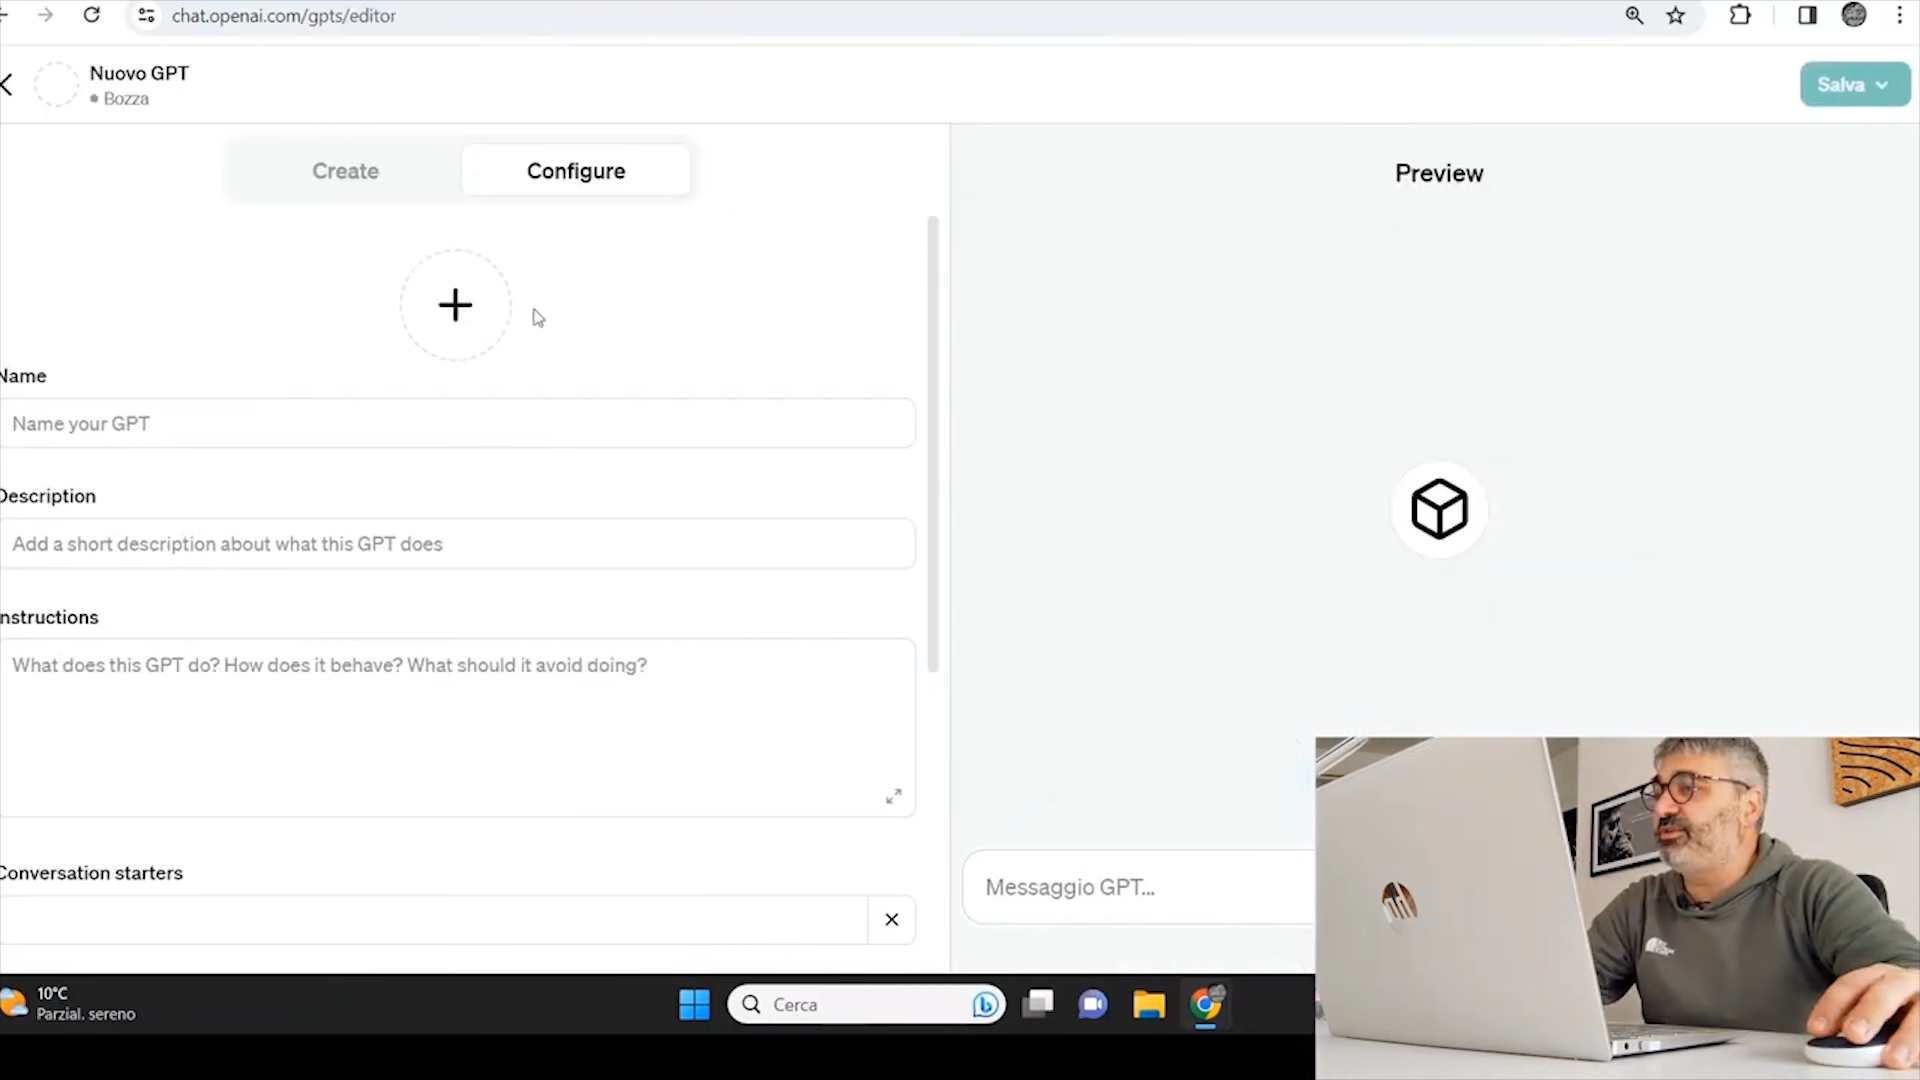 chat.openai.com/gpts/editor
Nuovo GPT
Bozza
Salva
Create
Configure
Preview
Name
Name your GPT
Description
Add a short description about what this GPT does
Instructions
What does this GPT do? How does it behave? What should it avoid doing?
Conversation starters
Messaggio GPT...
10°C
Parzial. sereno
Cerca